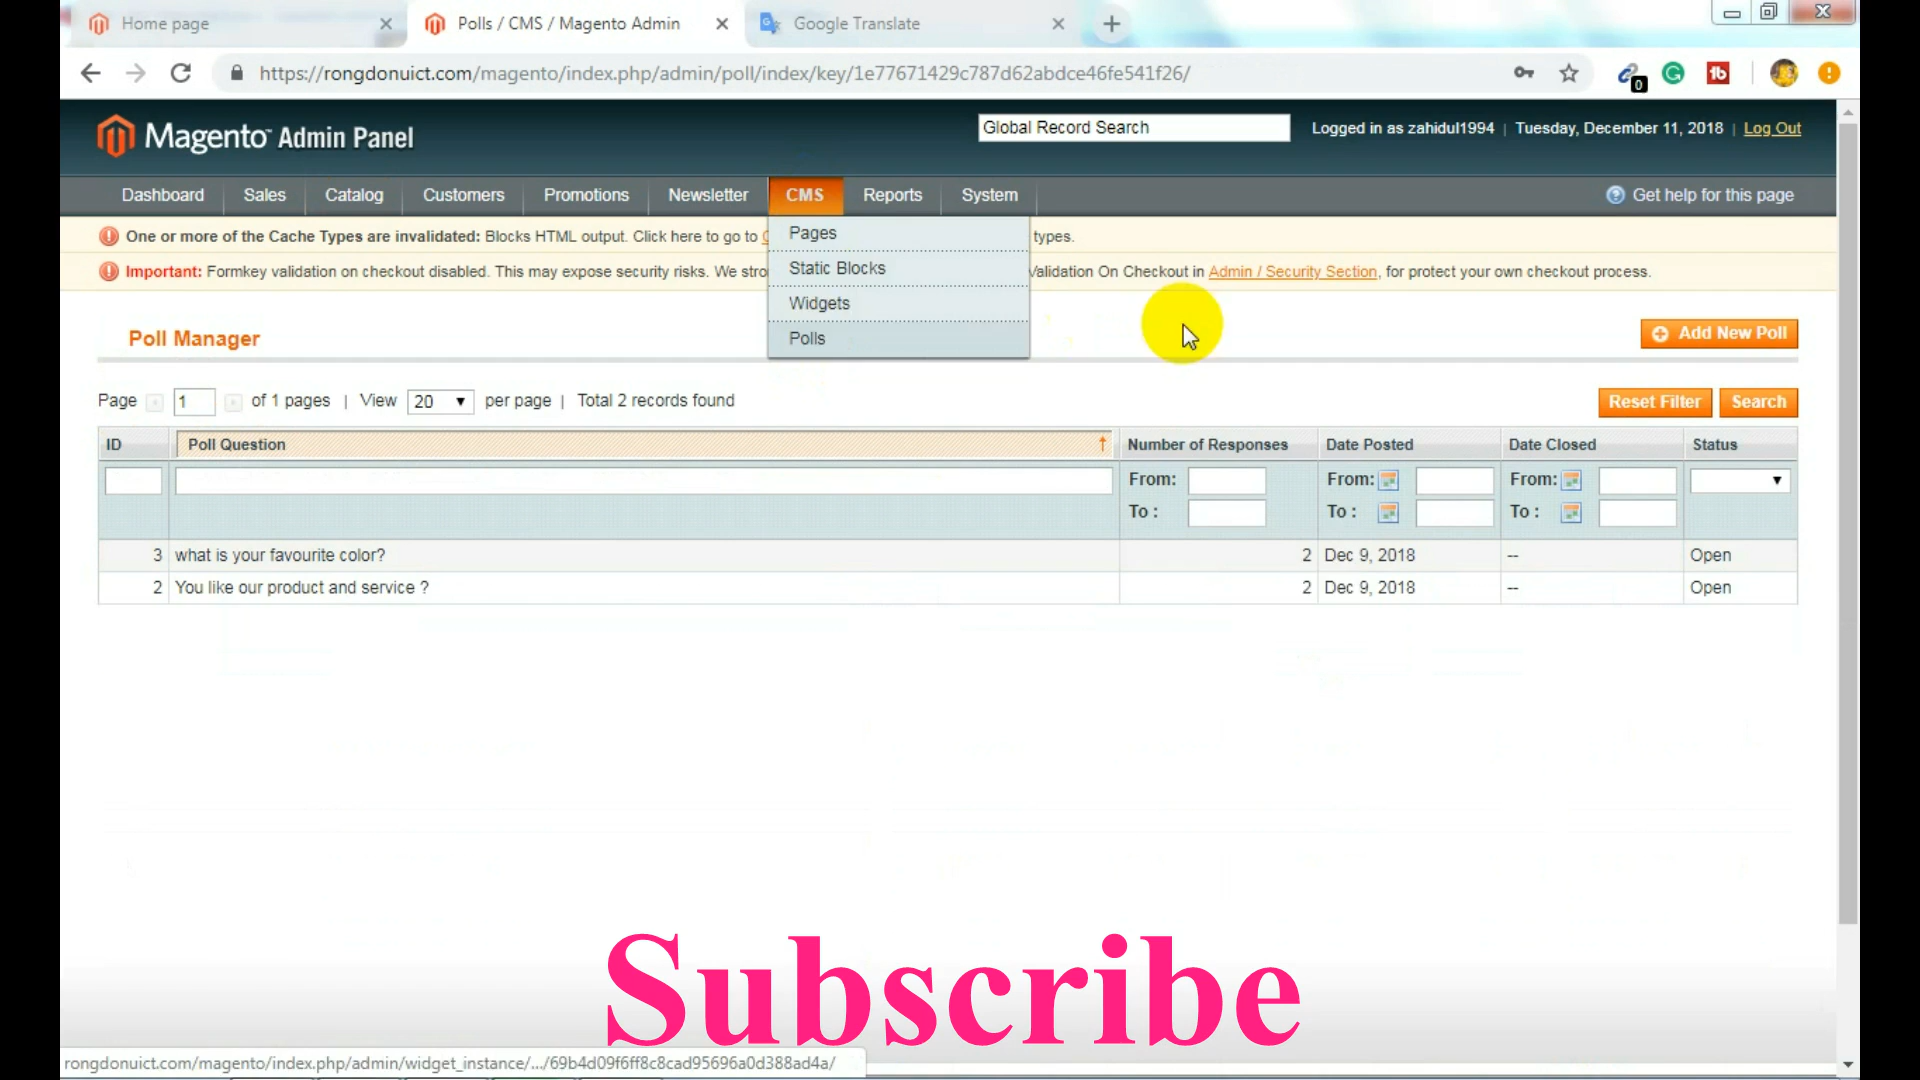 Home page
Polls / CMS / Magento Admin
Google Translate
https://rongdonuict.com/magento/index.php/admin/poll/index/key/1e77671429c787d62abdce46fe541f26/
0
Magento Admin Panel
Global Record Search
Logged in as zahidul1994 | Tuesday, December 11, 2018 | Log Out
Dashboard Sales Catalog Customers Promotions Newsletter CMS Reports System
Get help for this page
One or more of the Cache Types are invalidated: Blocks HTML output. Click here to go to
types.
Important: Formkey validation on checkout disabled. This may expose security risks. We stro
Validation On Checkout in Admin / Security Section, for protect your own checkout process.
Pages
Static Blocks
Widgets
Polls
Poll Manager
Add New Poll
Page 1 of 1 pages | View 20 per page | Total 2 records found
Reset Filter Search
ID Poll Question Number of Responses Date Posted Date Closed Status
From: From: From:
To : To : To :
3 what is your favourite color? 2 Dec 9, 2018 -- Open
2 You like our product and service ? 2 Dec 9, 2018 -- Open
Subscribe
rongdonuict.com/magento/index.php/admin/widget_instance/.../69b4d09f6ff8c8cad95696a0d388ad4a/